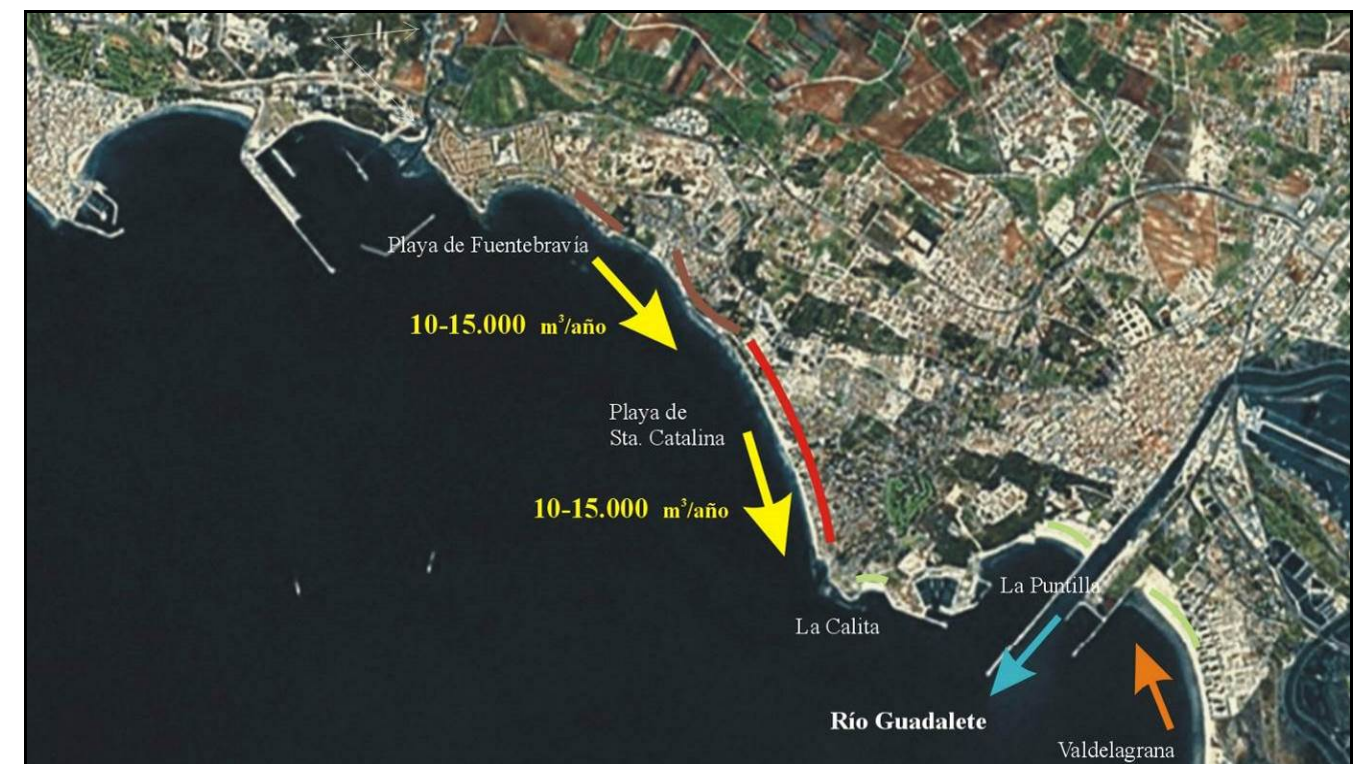 Playa de Fuentebravía
10-15.000 m³/año
Playa de
Sta. Catalina
10-15.000 m³/año
La Puntilla
La Calita
Río Guadalete
Valdelagrana